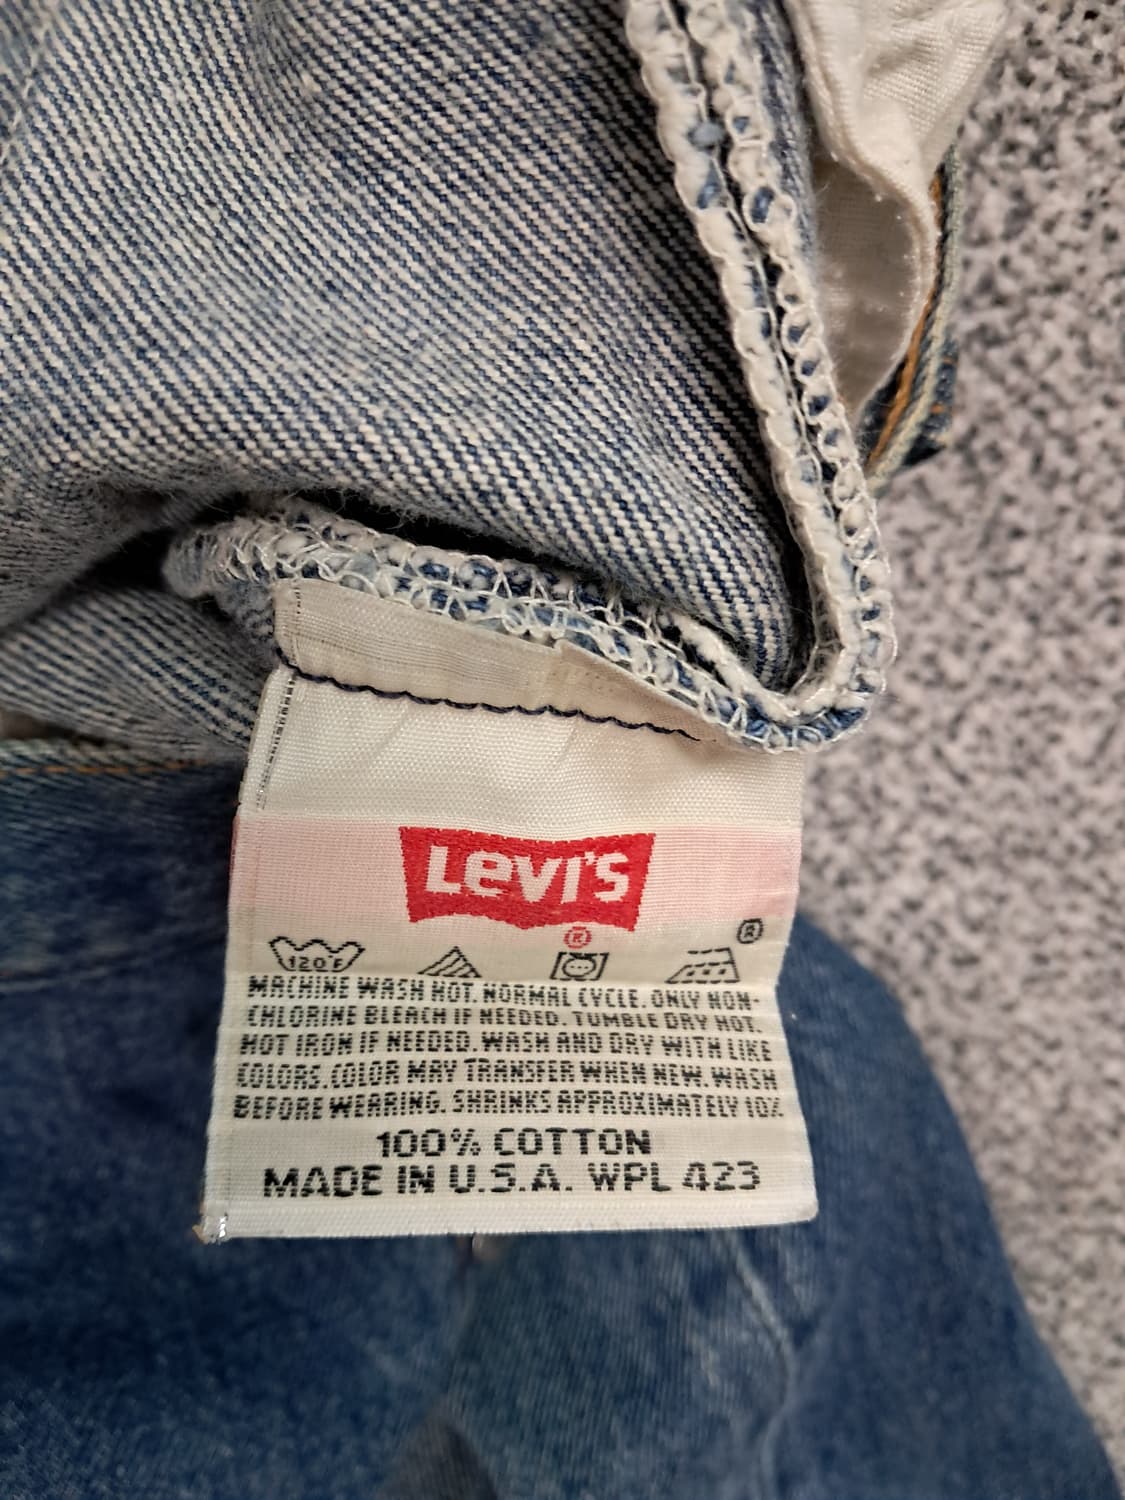 Levi's
®
®
120°F
MACHINE WASH HOT. NORMAL CYCLE. ONLY NON-
CHLORINE BLEACH IF NEEDED. TUMBLE DRY HOT.
HOT IRON IF NEEDED. WASH AND DRY WITH LIKE
COLORS. COLOR MAY TRANSFER WHEN NEW. WASH
BEFORE WEARING. SHRINKS APPROXIMATELY 10%
100% COTTON
MADE IN U.S.A. WPL 423